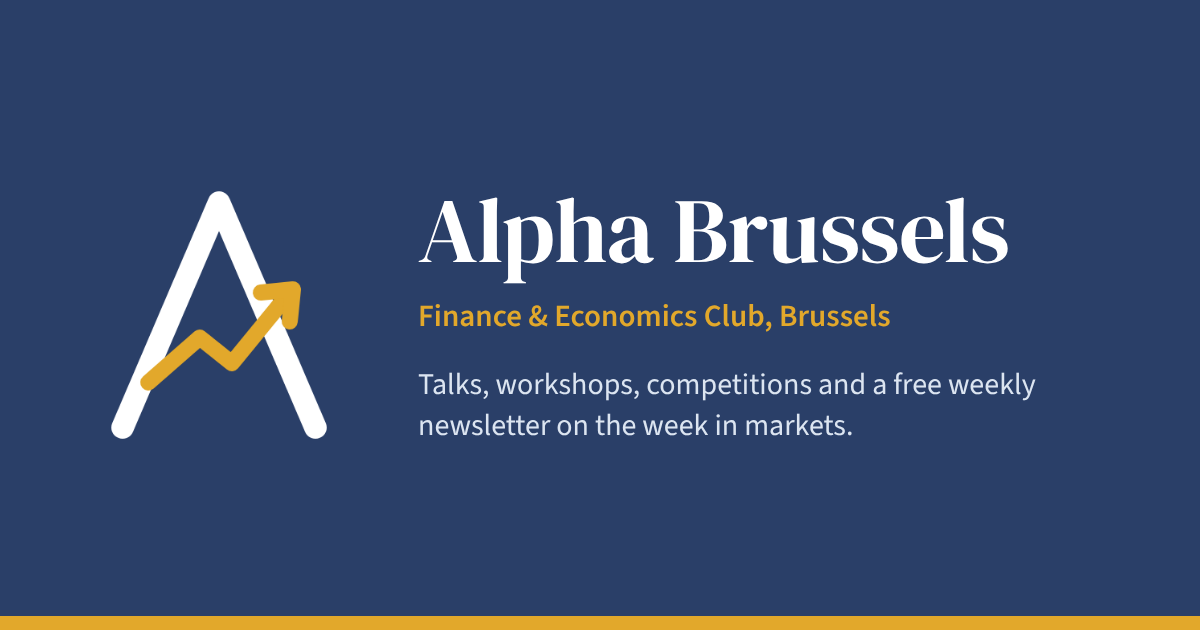 Alpha Brussels
Finance & Economics Club, Brussels
Talks, workshops, competitions and a free weekly
newsletter on the week in markets.